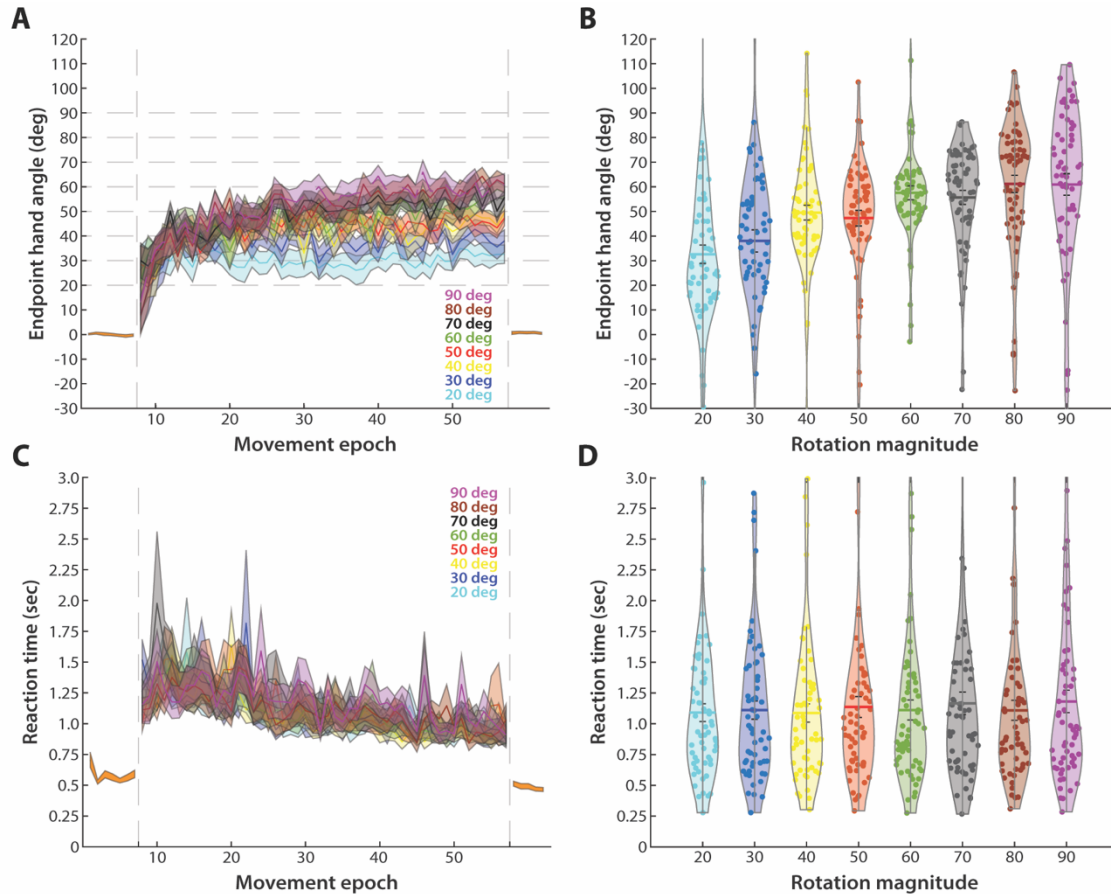 A
Endpoint hand angle (deg)
120
110
100
90
80
70
60
50
40
30
20
10
0
-10
-20
-30
90 deg
80 deg
70 deg
60 deg
50 deg
40 deg
30 deg
20 deg
10 20 30 40 50
Movement epoch
B
Endpoint hand angle (deg)
120
110
100
90
80
70
60
50
40
30
20
10
0
-10
-20
-30
20 30 40 50 60 70 80 90
Rotation magnitude
C
Reaction time (sec)
3.0
2.75
2.5
2.25
2.0
1.75
1.5
1.25
1.0
0.75
0.5
0.25
0
90 deg
80 deg
70 deg
60 deg
50 deg
40 deg
30 deg
20 deg
10 20 30 40 50
Movement epoch
D
Reaction time (sec)
3.0
2.75
2.5
2.25
2.0
1.75
1.5
1.25
1.0
0.75
0.5
0.25
0
20 30 40 50 60 70 80 90
Rotation magnitude